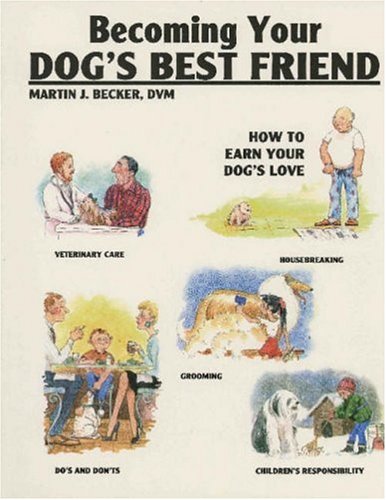 Becoming Your
DOG'S BEST FRIEND
MARTIN J. BECKER, DVM
HOW TO
EARN YOUR
DOG'S LOVE
VETERINARY CARE
HOUSEBREAKING
GROOMING
DO'S AND DON'TS
CHILDREN'S RESPONSIBILITY